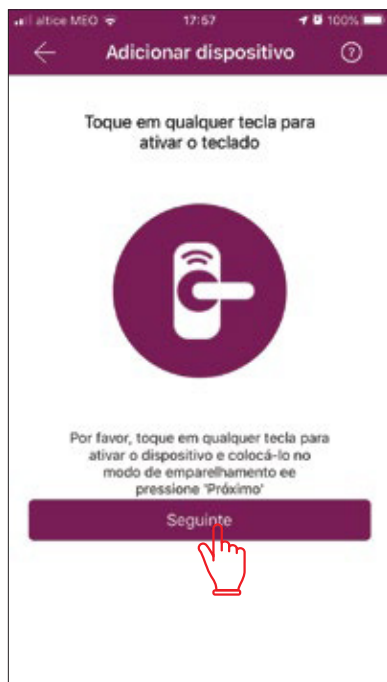 altice MEO 17:57 100%
Adicionar dispositivo ?
Toque em qualquer tecla para
ativar o teclado
Por favor, toque em qualquer tecla para
ativar o dispositivo e colocá-lo no
modo de emparelhamento ee
pressione 'Próximo'
Seguinte